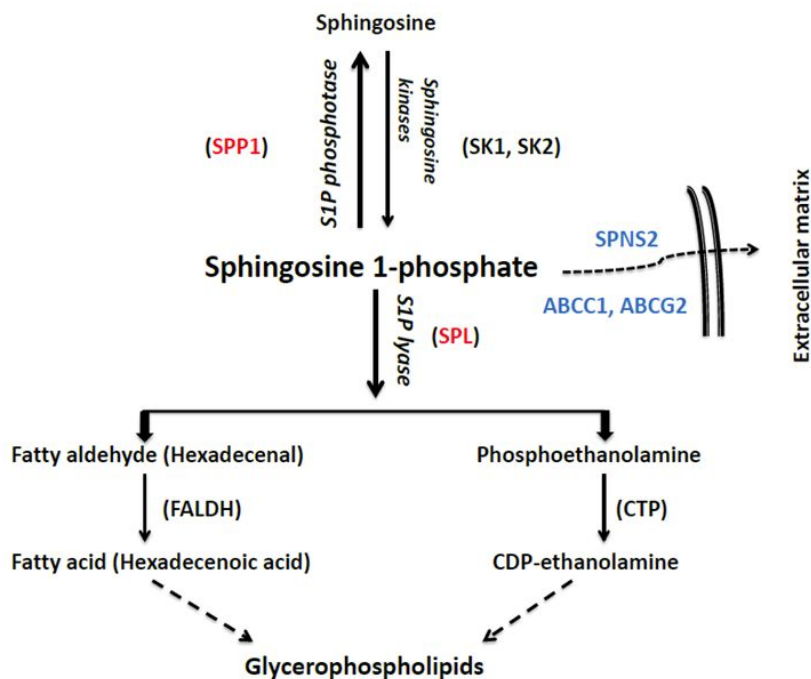 Sphingosine
S1P phosphotase
Sphingosine
kinases
(SPP1)
(SK1, SK2)
SPNS2
Sphingosine 1-phosphate
ABCC1, ABCG2
Extracellular matrix
S1P lyase
(SPL)
Fatty aldehyde (Hexadecenal)
Phosphoethanolamine
(FALDH)
(CTP)
Fatty acid (Hexadecenoic acid)
CDP-ethanolamine
Glycerophospholipids